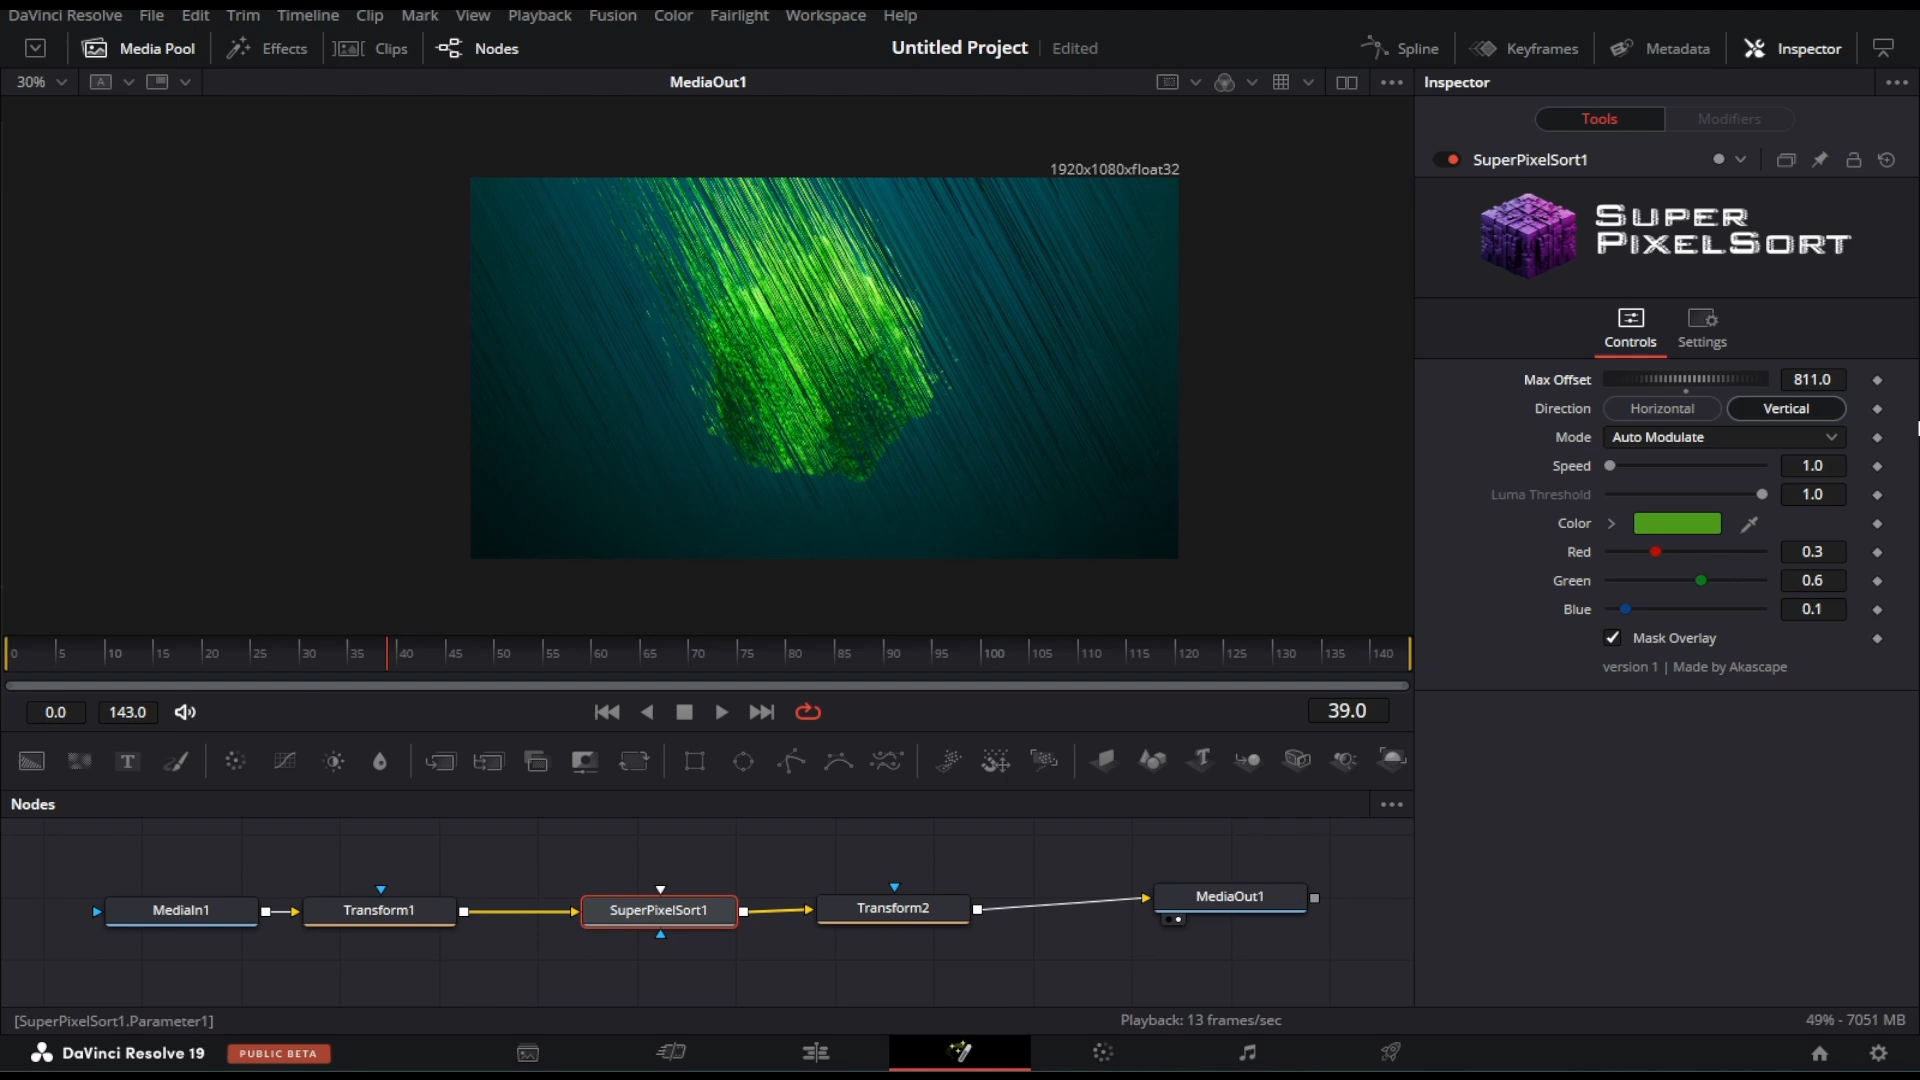 DaVinci Resolve File Edit Trim Timeline Clip Mark View Playback Fusion Color Fairlight Workspace Help
Media Pool Effects Clips Nodes Untitled Project Edited Spline Keyframes Metadata Inspector
30% A MediaOut1 Inspector
Tools Modifiers
SuperPixelSort1
1920x1080xfloat32
SUPER
PIXELSORT
Controls Settings
Max Offset 811.0
Direction Horizontal Vertical
Mode Auto Modulate
Speed 1.0
Luma Threshold 1.0
Color
Red 0.3
Green 0.6
Blue 0.1
Mask Overlay
version 1 | Made by Akascape
0 5 10 15 20 25 30 35 40 45 50 55 60 65 70 75 80 85 90 95 100 105 110 115 120 125 130 135 140
0.0 143.0 39.0
T T
Nodes
MediaIn1 Transform1 SuperPixelSort1 Transform2 MediaOut1
[SuperPixelSort1.Parameter1] Playback: 13 frames/sec 49% - 7051 MB
DaVinci Resolve 19 PUBLIC BETA